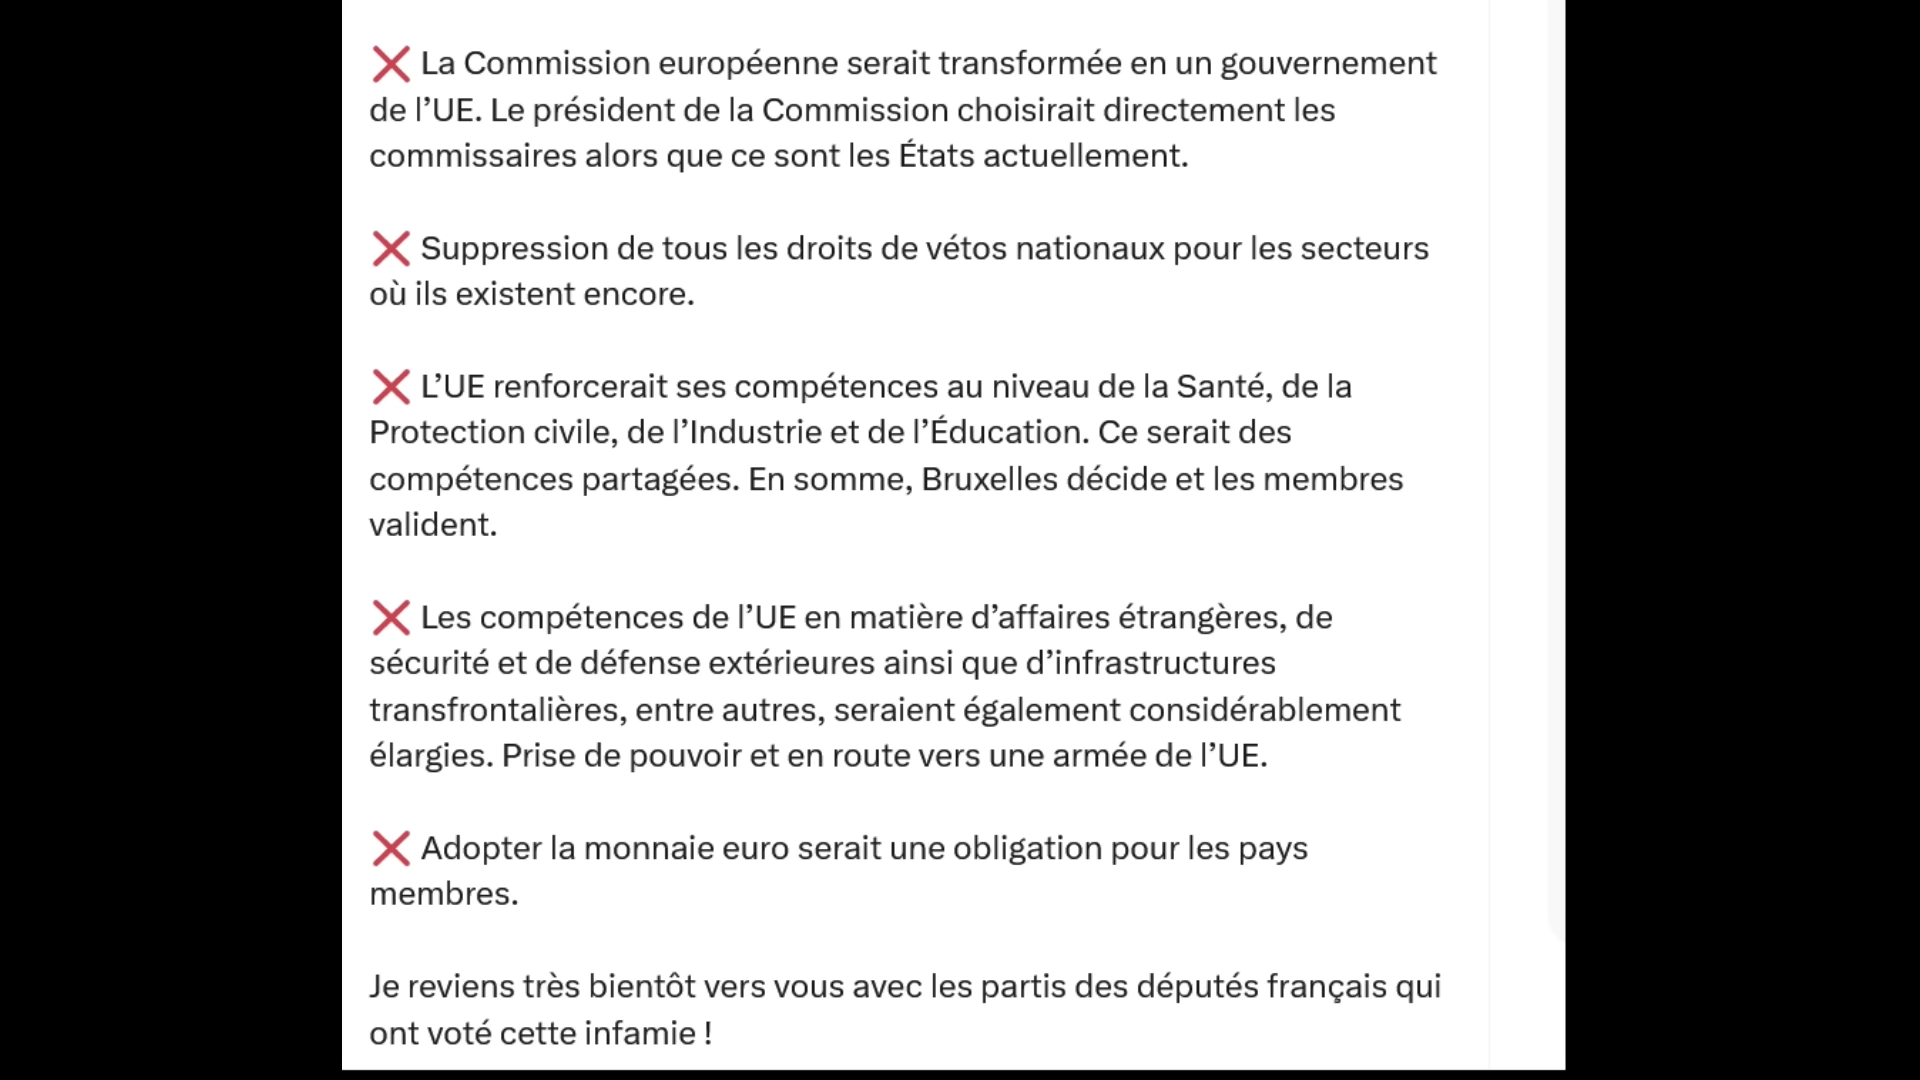 ❌ La Commission européenne serait transformée en un gouvernement
de l’UE. Le président de la Commission choisirait directement les
commissaires alors que ce sont les États actuellement.
❌ Suppression de tous les droits de vétos nationaux pour les secteurs
où ils existent encore.
❌ L’UE renforcerait ses compétences au niveau de la Santé, de la
Protection civile, de l’Industrie et de l’Éducation. Ce serait des
compétences partagées. En somme, Bruxelles décide et les membres
valident.
❌ Les compétences de l’UE en matière d’affaires étrangères, de
sécurité et de défense extérieures ainsi que d’infrastructures
transfrontalières, entre autres, seraient également considérablement
élargies. Prise de pouvoir et en route vers une armée de l’UE.
❌ Adopter la monnaie euro serait une obligation pour les pays
membres.
Je reviens très bientôt vers vous avec les partis des députés français qui
ont voté cette infamie !